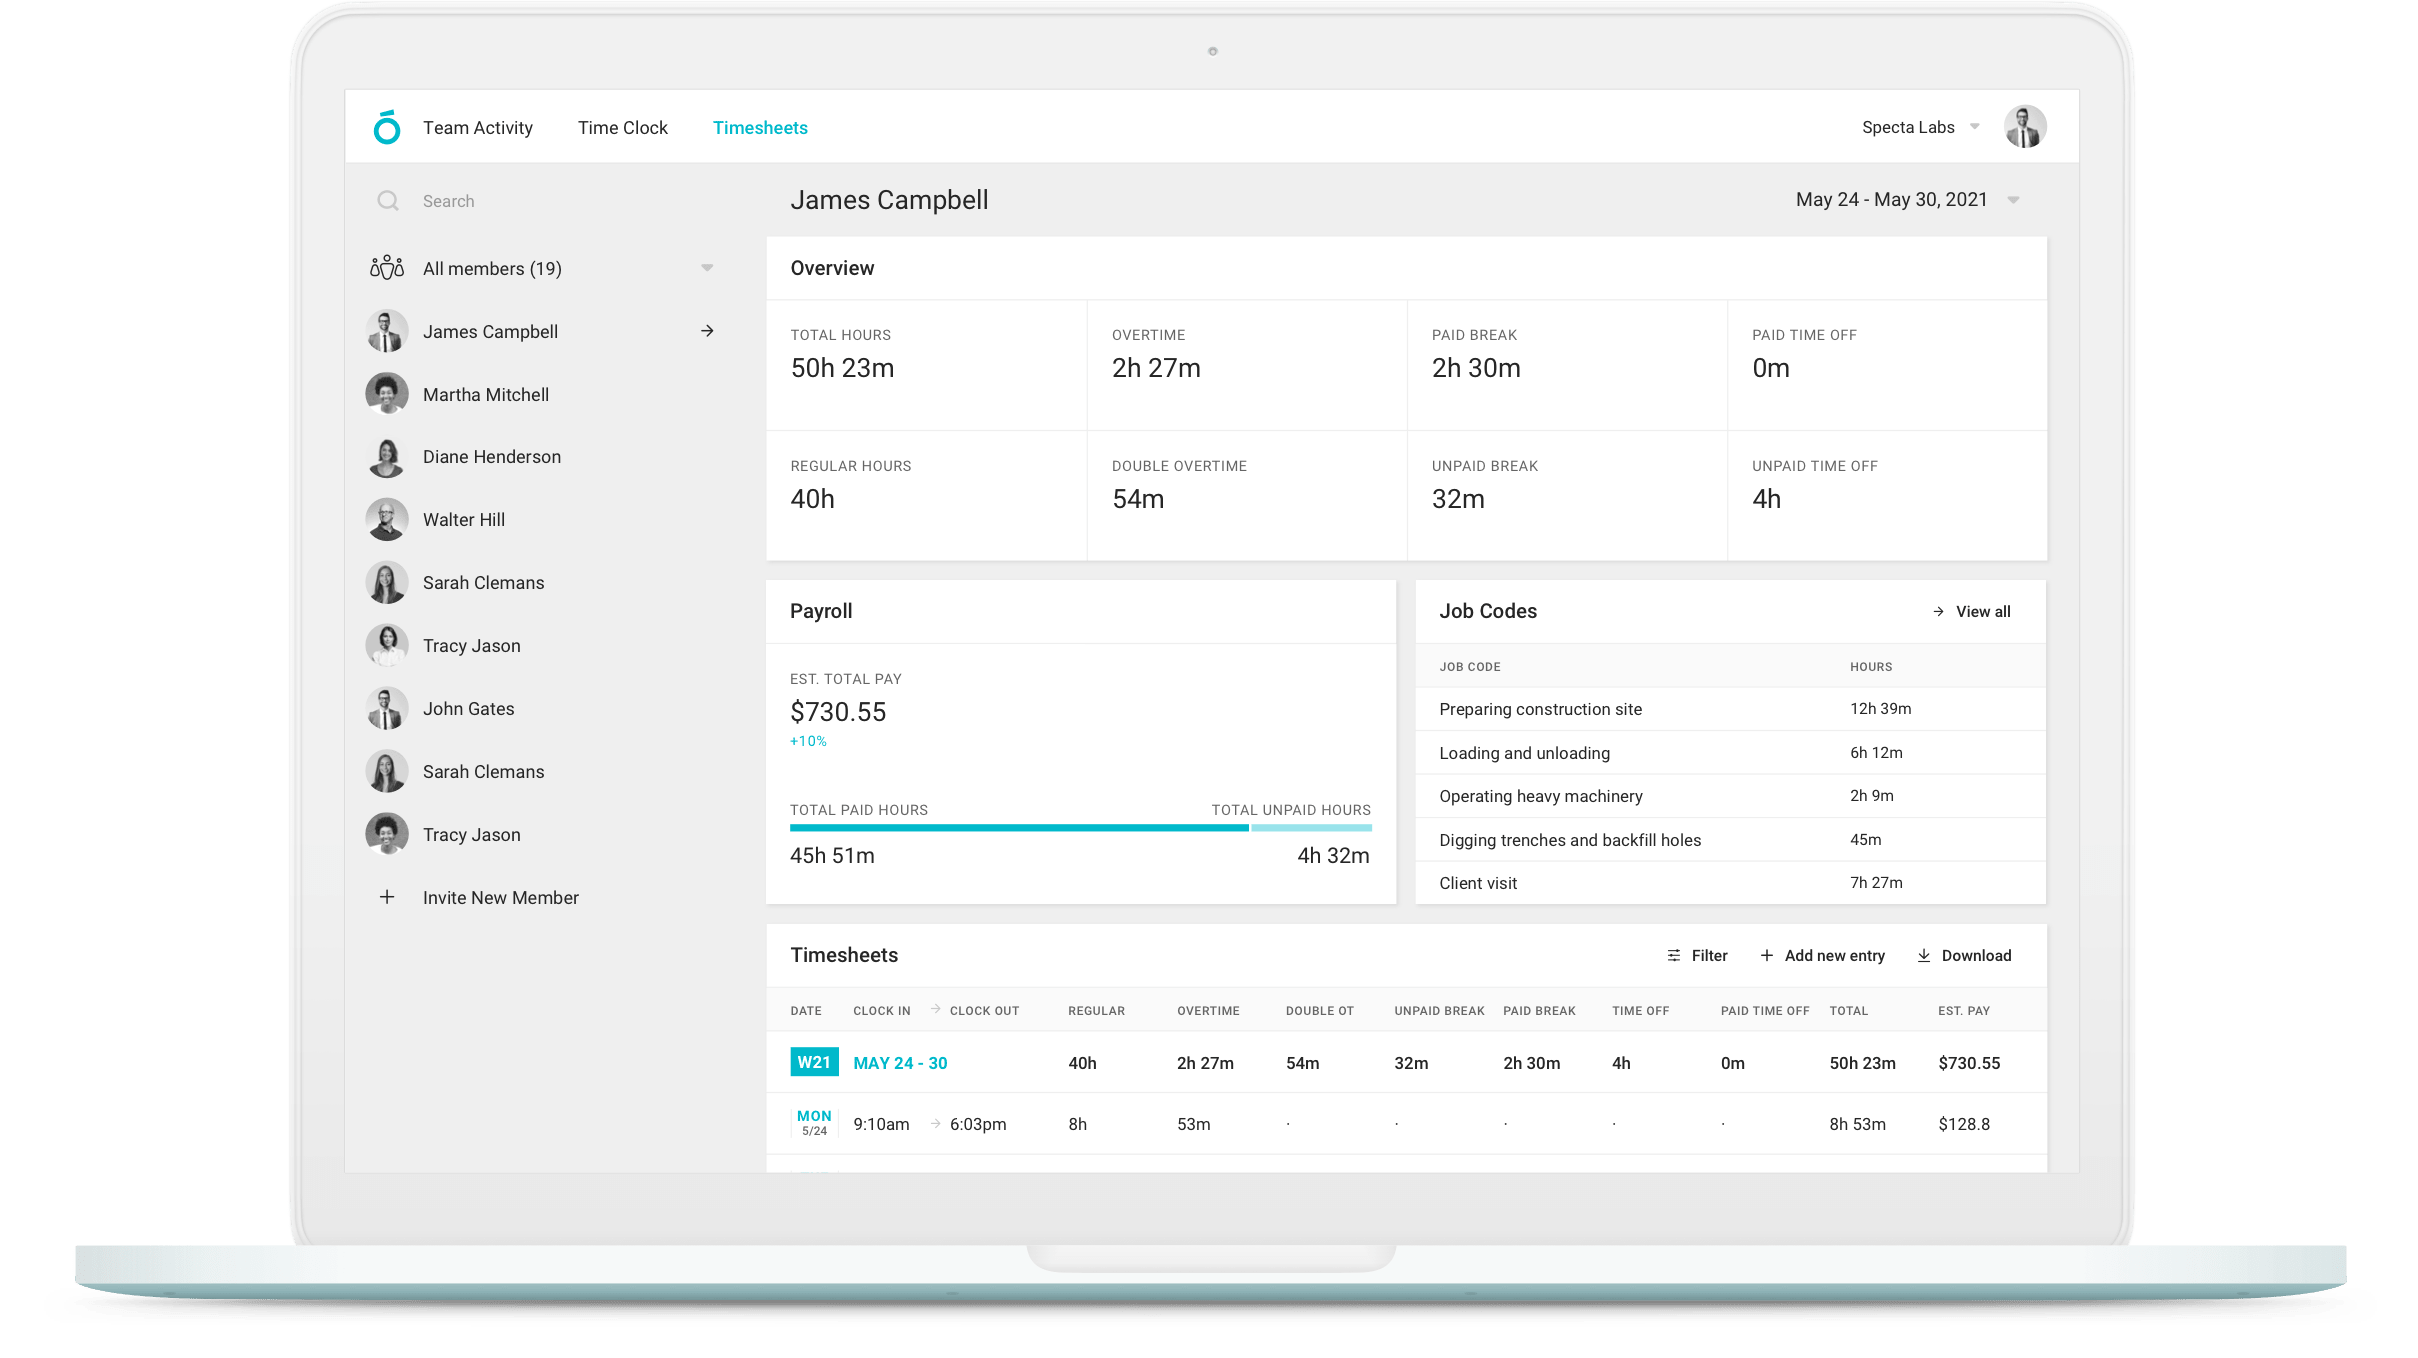 Team Activity Time Clock Timesheets Specta Labs
Search
All members (19)
James Campbell
Martha Mitchell
Diane Henderson
Walter Hill
Sarah Clemans
Tracy Jason
John Gates
Sarah Clemans
Tracy Jason
Invite New Member
James Campbell May 24 - May 30, 2021
Overview
TOTAL HOURS OVERTIME PAID BREAK PAID TIME OFF
50h 23m 2h 27m 2h 30m 0m
REGULAR HOURS DOUBLE OVERTIME UNPAID BREAK UNPAID TIME OFF
40h 54m 32m 4h
Payroll
EST. TOTAL PAY
$730.55
+10%
TOTAL PAID HOURS TOTAL UNPAID HOURS
45h 51m 4h 32m
Job Codes → View all
JOB CODE HOURS
Preparing construction site 12h 39m
Loading and unloading 6h 12m
Operating heavy machinery 2h 9m
Digging trenches and backfill holes 45m
Client visit 7h 27m
Timesheets Filter + Add new entry Download
DATE CLOCK IN → CLOCK OUT REGULAR OVERTIME DOUBLE OT UNPAID BREAK PAID BREAK TIME OFF PAID TIME OFF TOTAL EST. PAY
W21 MAY 24 - 30 40h 2h 27m 54m 32m 2h 30m 4h 0m 50h 23m $730.55
MON 5/24 9:10am → 6:03pm 8h 53m · · · · · 8h 53m $128.8